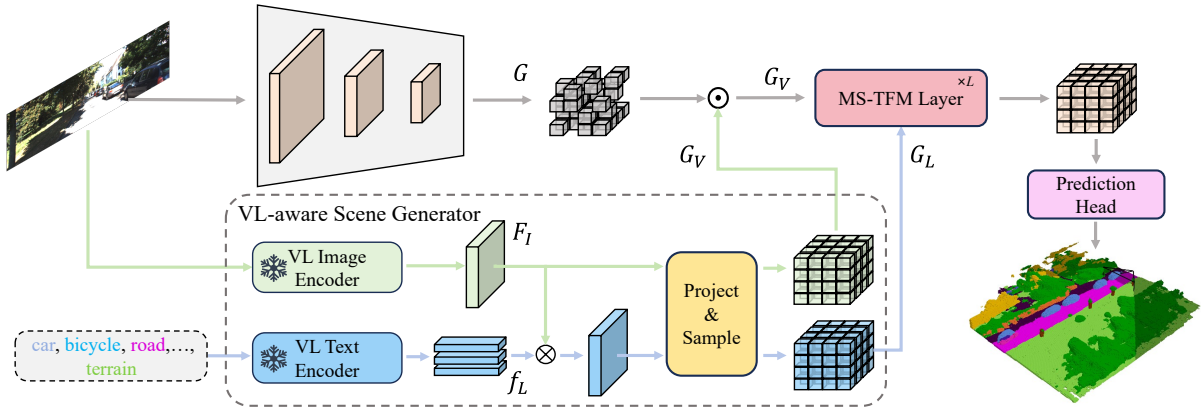 G
G_V
MS-TFM Layer ×L
G_V
G_L
Prediction
Head
VL-aware Scene Generator
F_I
VL Image
Encoder
Project
&
Sample
car, bicycle, road,…,
terrain
VL Text
Encoder
f_L